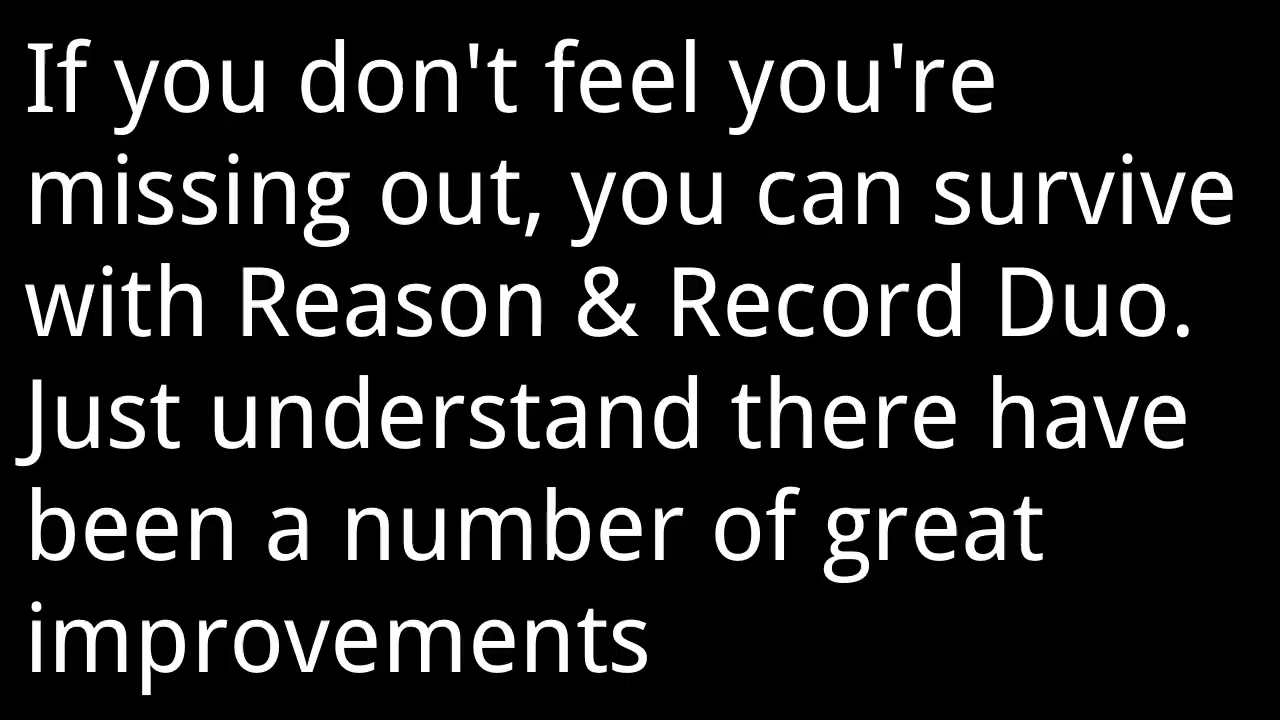 If you don't feel you're
missing out, you can survive
with Reason & Record Duo.
Just understand there have
been a number of great
improvements